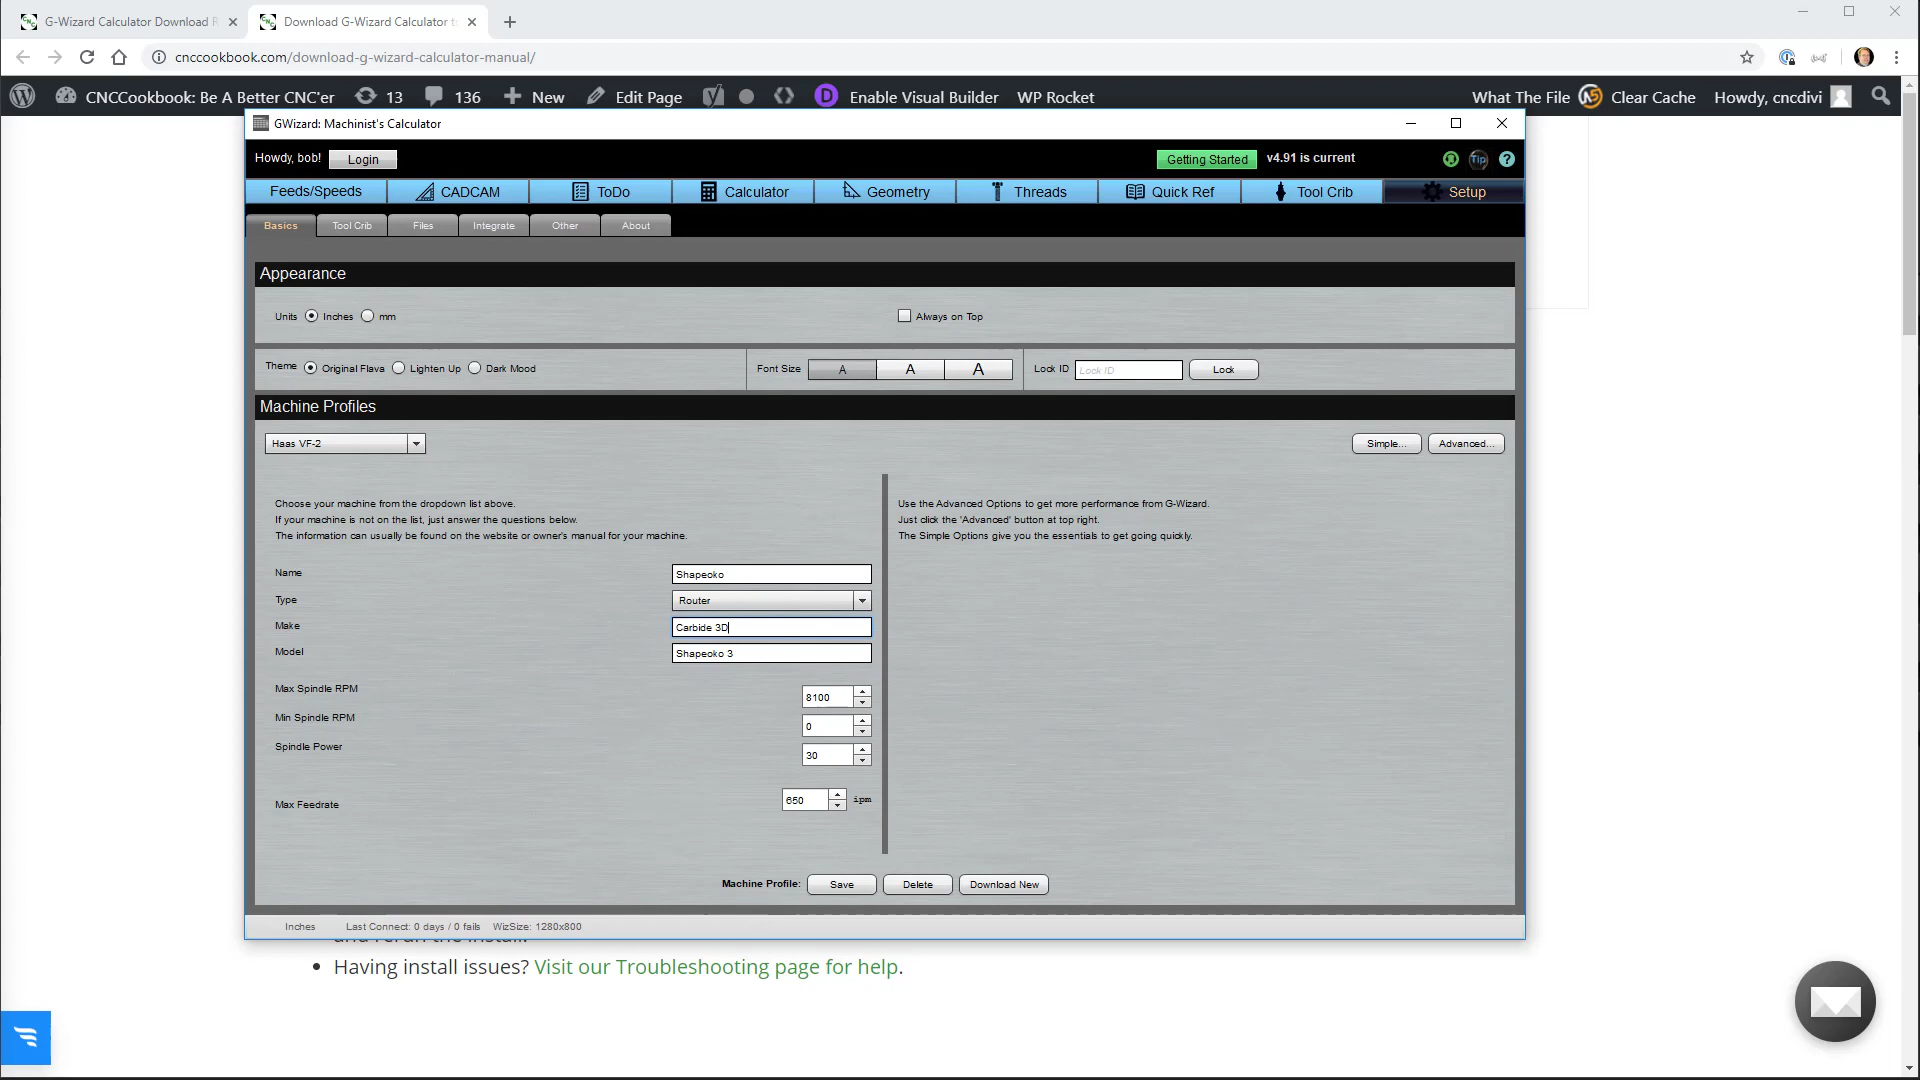 G-Wizard Calculator Download R
Download G-Wizard Calculator t
cnccookbook.com/download-g-wizard-calculator-manual/
CNCCookbook: Be A Better CNC'er 13 136 New Edit Page Enable Visual Builder WP Rocket What The File Clear Cache Howdy, cncdivi
GWizard: Machinist's Calculator
Howdy, bob! Login Getting Started v4.91 is current Tip ?
Feeds/Speeds CADCAM ToDo Calculator Geometry Threads Quick Ref Tool Crib Setup
Basics Tool Crib Files Integrate Other About
Appearance
Units Inches mm Always on Top
Theme Original Flava Lighten Up Dark Mood Font Size A A A Lock ID Lock ID Lock
Machine Profiles
Haas VF-2 Simple... Advanced...
Choose your machine from the dropdown list above.
If your machine is not on the list, just answer the questions below.
The information can usually be found on the website or owner's manual for your machine.
Use the Advanced Options to get more performance from G-Wizard.
Just click the 'Advanced' button at top right.
The Simple Options give you the essentials to get going quickly.
Name Shapeoko
Type Router
Make Carbide 3D
Model Shapeoko 3
Max Spindle RPM 8100
Min Spindle RPM 0
Spindle Power 30
Max Feedrate 650 ipm
Machine Profile: Save Delete Download New
Inches Last Connect: 0 days / 0 fails WizSize: 1280x800
and rerun the install.
• Having install issues? Visit our Troubleshooting page for help.